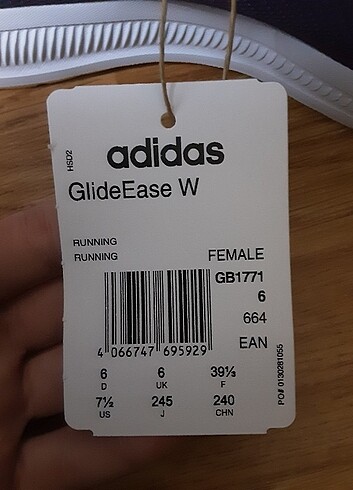 HSD2
adidas
GlideEase W
RUNNING
RUNNING
FEMALE
GB1771
6
664
EAN
4 066747 695929
6 6 39⅓
D UK F
7½ 245 240
US J CHN
PO# 0130281055